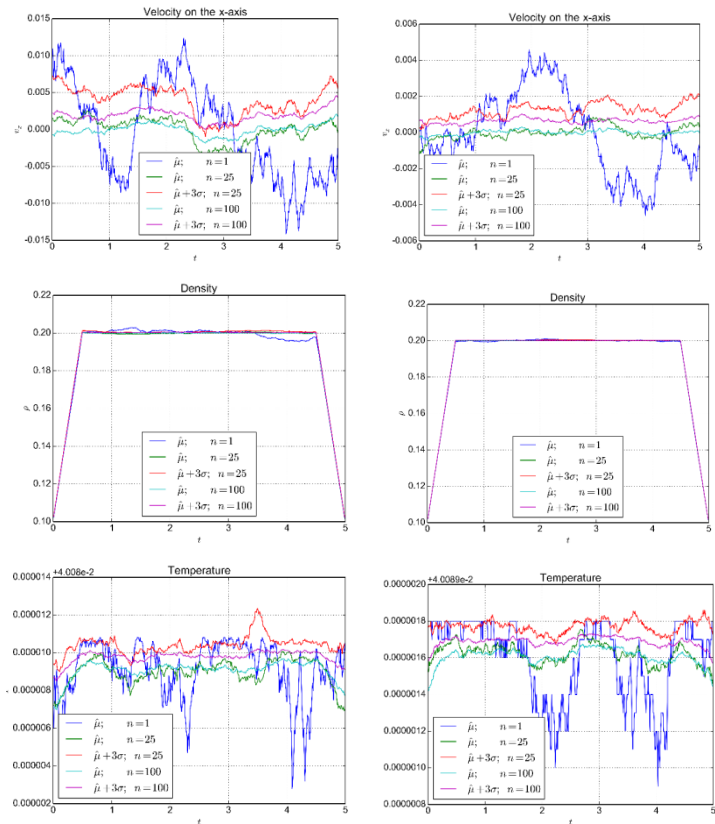 Velocity on the x-axis
0.015
0.010
0.005
0.000
-0.005
-0.010
-0.015
v_z
μ̂; n=1
μ̂; n=25
μ̂+3σ; n=25
μ̂; n=100
μ̂+3σ; n=100
0 1 2 3 4 5
t
Velocity on the x-axis
0.006
0.004
0.002
0.000
-0.002
-0.004
-0.006
v_z
μ̂; n=1
μ̂; n=25
μ̂+3σ; n=25
μ̂; n=100
μ̂+3σ; n=100
0 1 2 3 4 5
t
Density
0.22
0.20
0.18
0.16
0.14
0.12
0.10
ρ
μ̂; n=1
μ̂; n=25
μ̂+3σ; n=25
μ̂; n=100
μ̂+3σ; n=100
0 1 2 3 4 5
t
Density
0.22
0.20
0.18
0.16
0.14
0.12
0.10
ρ
μ̂; n=1
μ̂; n=25
μ̂+3σ; n=25
μ̂; n=100
μ̂+3σ; n=100
0 1 2 3 4 5
t
+4.008e-2
Temperature
0.000014
0.000012
0.000010
0.000008
0.000006
0.000004
0.000002
μ̂; n=1
μ̂; n=25
μ̂+3σ; n=25
μ̂; n=100
μ̂+3σ; n=100
0 1 2 3 4 5
t
+4.0089e-2
Temperature
0.0000020
0.0000018
0.0000016
0.0000014
0.0000012
0.0000010
0.0000008
μ̂; n=1
μ̂; n=25
μ̂+3σ; n=25
μ̂; n=100
μ̂+3σ; n=100
0 1 2 3 4 5
t